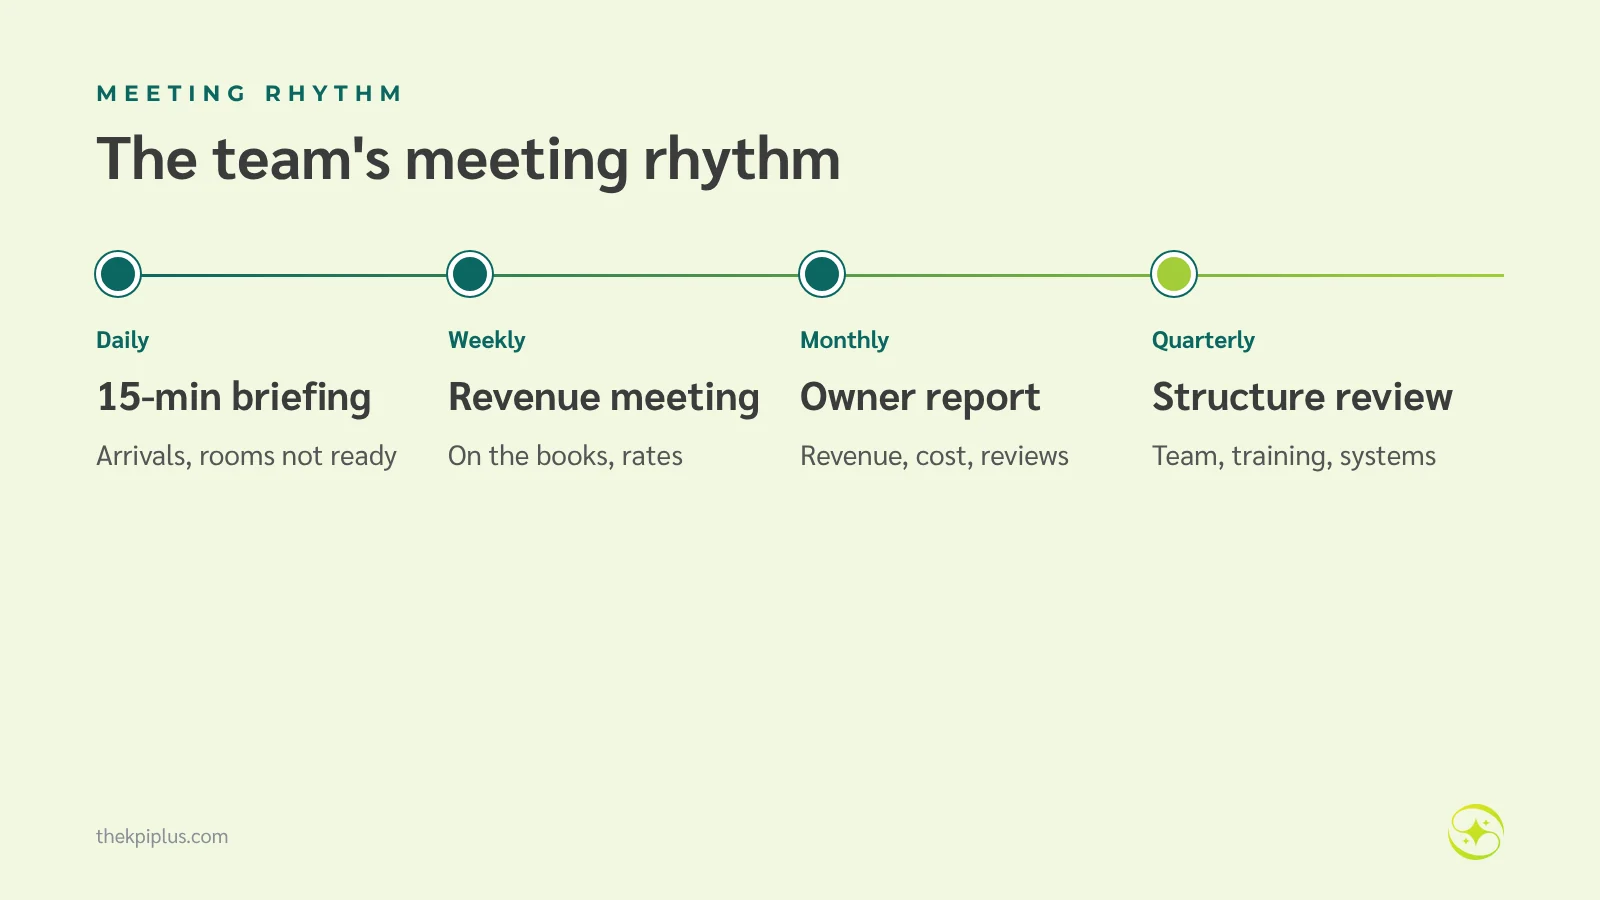 MEETING RHYTHM
The team's meeting rhythm
Daily
15-min briefing
Arrivals, rooms not ready
Weekly
Revenue meeting
On the books, rates
Monthly
Owner report
Revenue, cost, reviews
Quarterly
Structure review
Team, training, systems
thekpiplus.com